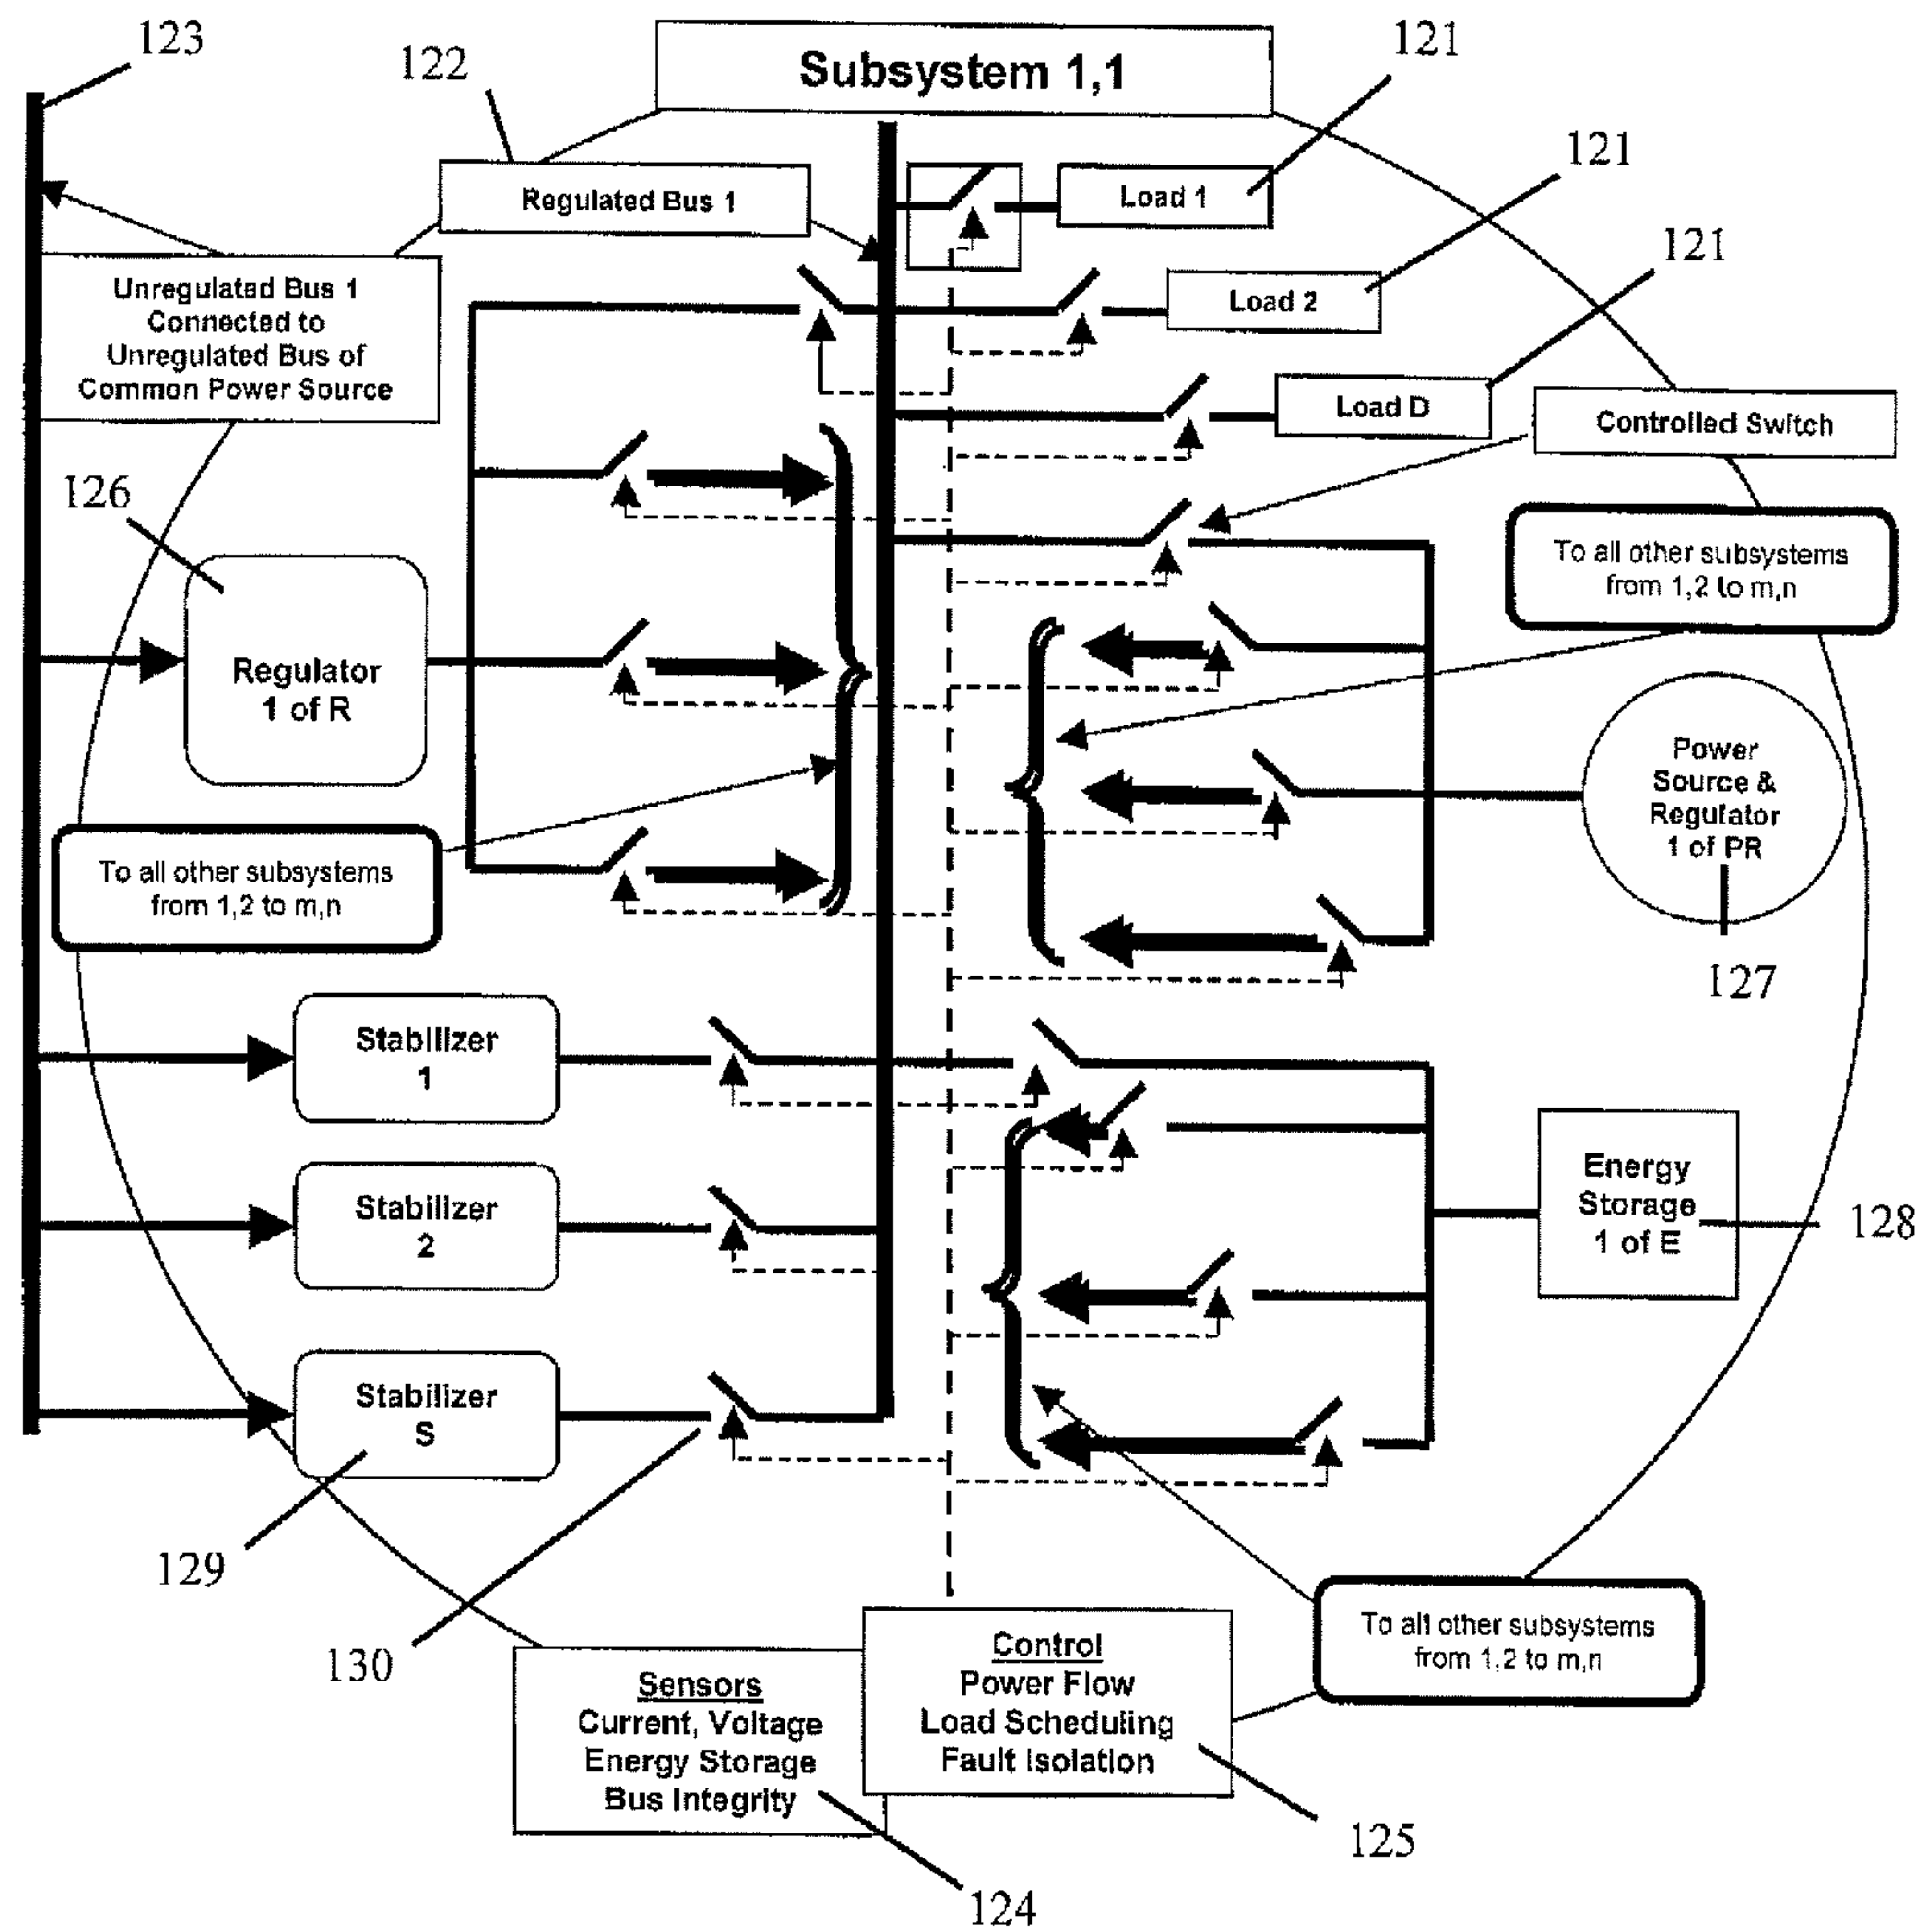 123
122
Subsystem 1,1
121
121
121
Regulated Bus 1
Load 1
Unregulated Bus 1
Connected to
Unregulated Bus of
Common Power Source
Load 2
Load D
Controlled Switch
126
To all other subsystems
from 1,2 to m,n
Regulator
1 of R
Power
Source &
Regulator
1 of PR
To all other subsystems
from 1,2 to m,n
127
Stabilizer
1
Stabilizer
2
Energy
Storage
1 of E
128
Stabilizer
S
129
130
To all other subsystems
from 1,2 to m,n
Sensors
Current, Voltage
Energy Storage
Bus Integrity
Control
Power Flow
Load Scheduling
Fault Isolation
125
124